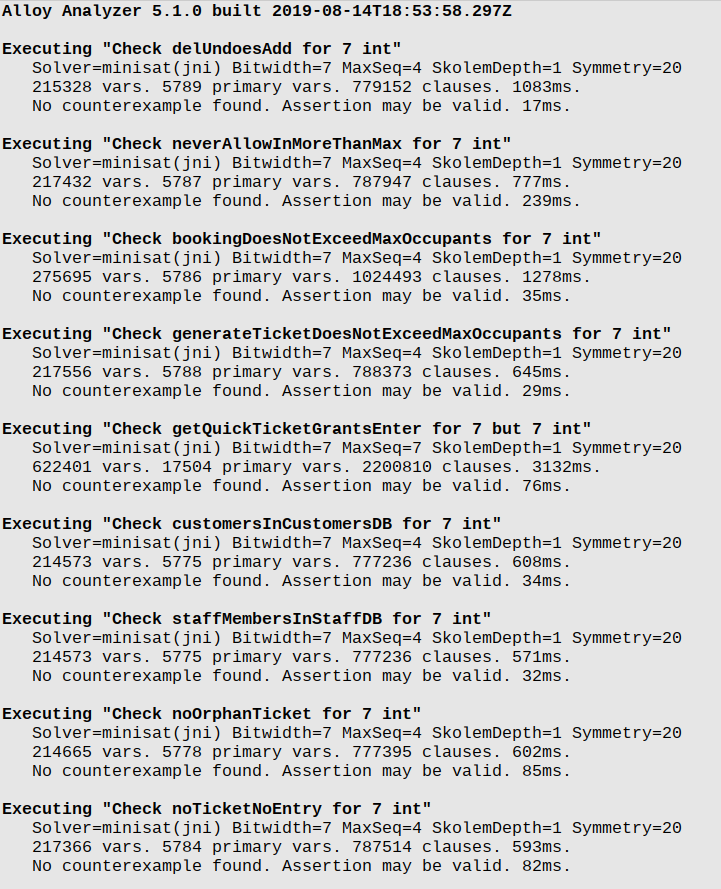 Alloy Analyzer 5.1.0 built 2019-08-14T18:53:58.297Z
Executing "Check delUndoesAdd for 7 int"
Solver=minisat(jni) Bitwidth=7 MaxSeq=4 SkolemDepth=1 Symmetry=20
215328 vars. 5789 primary vars. 779152 clauses. 1083ms.
No counterexample found. Assertion may be valid. 17ms.
Executing "Check neverAllowInMoreThanMax for 7 int"
Solver=minisat(jni) Bitwidth=7 MaxSeq=4 SkolemDepth=1 Symmetry=20
217432 vars. 5787 primary vars. 787947 clauses. 777ms.
No counterexample found. Assertion may be valid. 239ms.
Executing "Check bookingDoesNotExceedMaxOccupants for 7 int"
Solver=minisat(jni) Bitwidth=7 MaxSeq=4 SkolemDepth=1 Symmetry=20
275695 vars. 5786 primary vars. 1024493 clauses. 1278ms.
No counterexample found. Assertion may be valid. 35ms.
Executing "Check generateTicketDoesNotExceedMaxOccupants for 7 int"
Solver=minisat(jni) Bitwidth=7 MaxSeq=4 SkolemDepth=1 Symmetry=20
217556 vars. 5788 primary vars. 788373 clauses. 645ms.
No counterexample found. Assertion may be valid. 29ms.
Executing "Check getQuickTicketGrantsEnter for 7 but 7 int"
Solver=minisat(jni) Bitwidth=7 MaxSeq=7 SkolemDepth=1 Symmetry=20
622401 vars. 17504 primary vars. 2200810 clauses. 3132ms.
No counterexample found. Assertion may be valid. 76ms.
Executing "Check customersInCustomersDB for 7 int"
Solver=minisat(jni) Bitwidth=7 MaxSeq=4 SkolemDepth=1 Symmetry=20
214573 vars. 5775 primary vars. 777236 clauses. 608ms.
No counterexample found. Assertion may be valid. 34ms.
Executing "Check staffMembersInStaffDB for 7 int"
Solver=minisat(jni) Bitwidth=7 MaxSeq=4 SkolemDepth=1 Symmetry=20
214573 vars. 5775 primary vars. 777236 clauses. 571ms.
No counterexample found. Assertion may be valid. 32ms.
Executing "Check noOrphanTicket for 7 int"
Solver=minisat(jni) Bitwidth=7 MaxSeq=4 SkolemDepth=1 Symmetry=20
214665 vars. 5778 primary vars. 777395 clauses. 602ms.
No counterexample found. Assertion may be valid. 85ms.
Executing "Check noTicketNoEntry for 7 int"
Solver=minisat(jni) Bitwidth=7 MaxSeq=4 SkolemDepth=1 Symmetry=20
217366 vars. 5784 primary vars. 787514 clauses. 593ms.
No counterexample found. Assertion may be valid. 82ms.